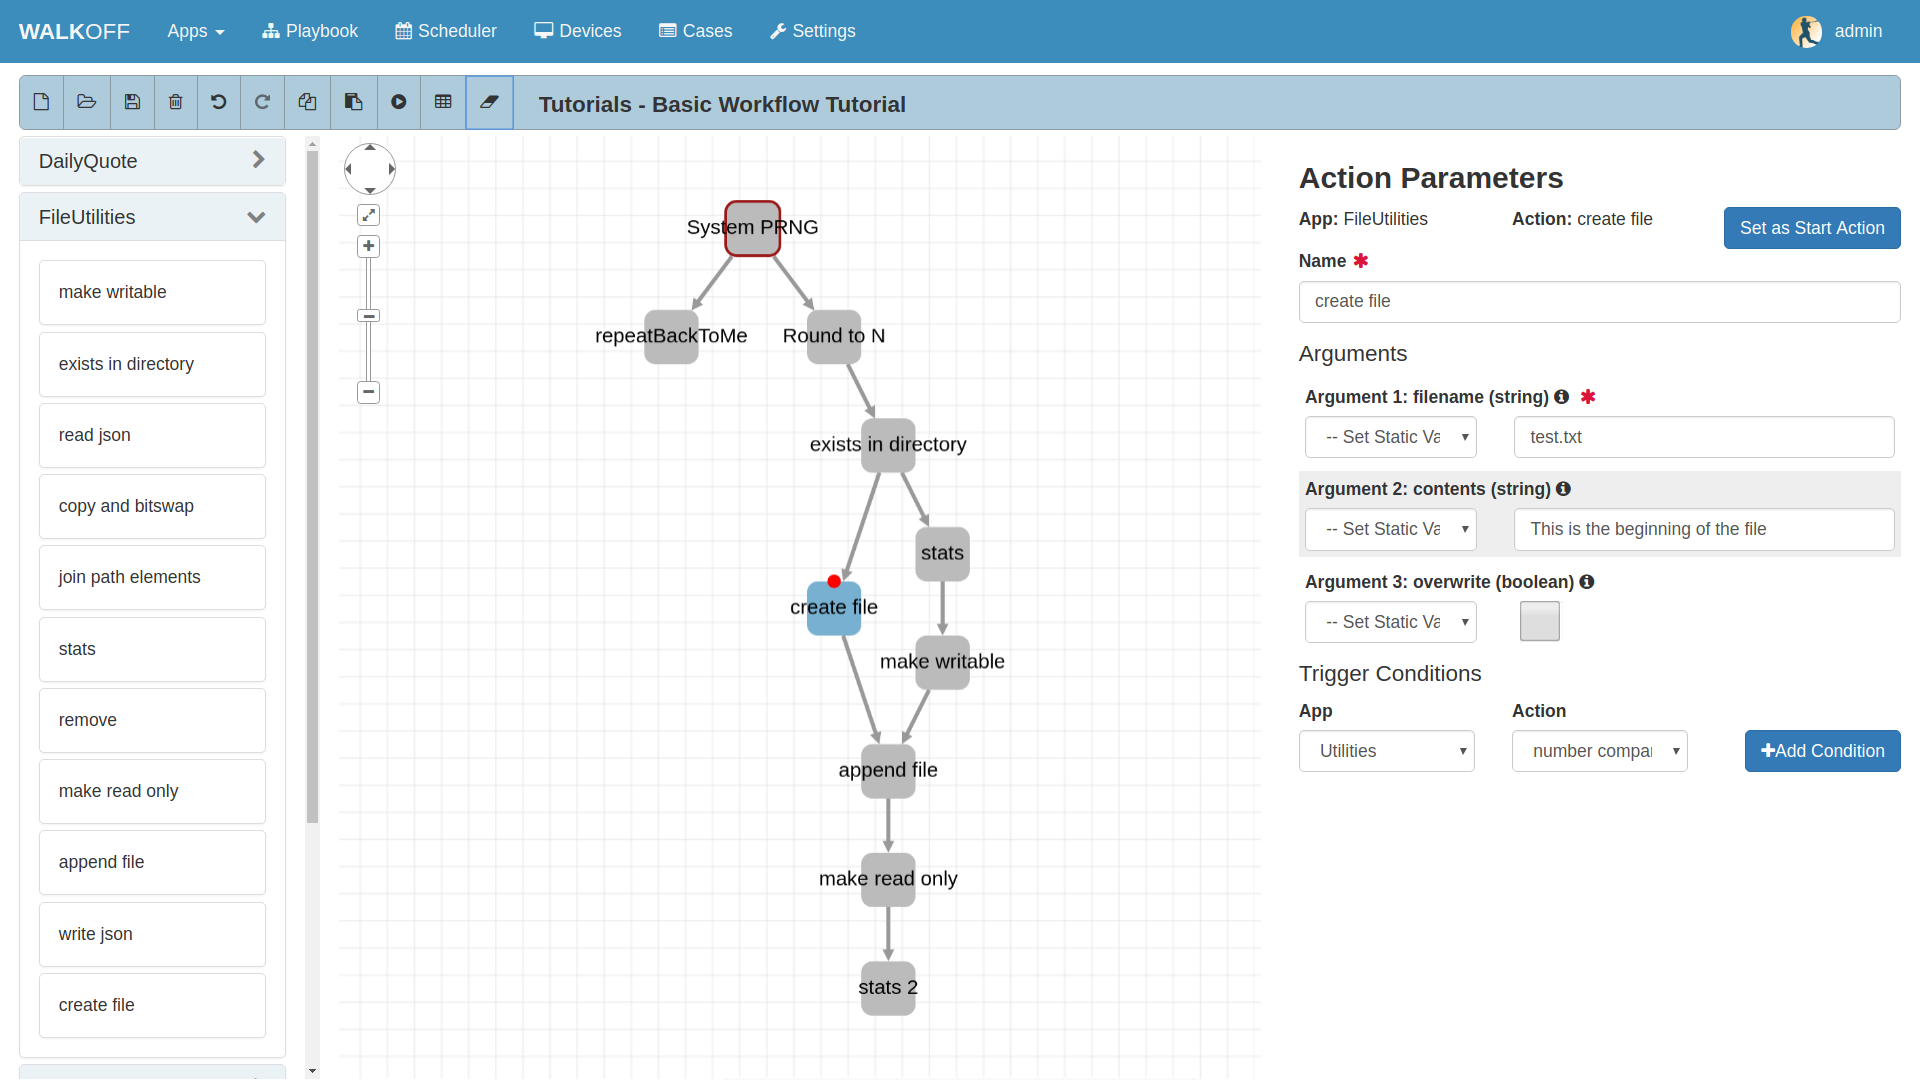 WALKOFF Apps Playbook Scheduler Devices Cases Settings admin
Tutorials - Basic Workflow Tutorial
DailyQuote
FileUtilities
make writable
exists in directory
read json
copy and bitswap
join path elements
stats
remove
make read only
append file
write json
create file
System PRNG
repeatBackToMe
Round to N
exists in directory
stats
create file
make writable
append file
make read only
stats 2
Action Parameters
App: FileUtilities Action: create file Set as Start Action
Name
create file
Arguments
Argument 1: filename (string)
-- Set Static Va test.txt
Argument 2: contents (string)
-- Set Static Va This is the beginning of the file
Argument 3: overwrite (boolean)
-- Set Static Va
Trigger Conditions
App Action
Utilities number compar Add Condition